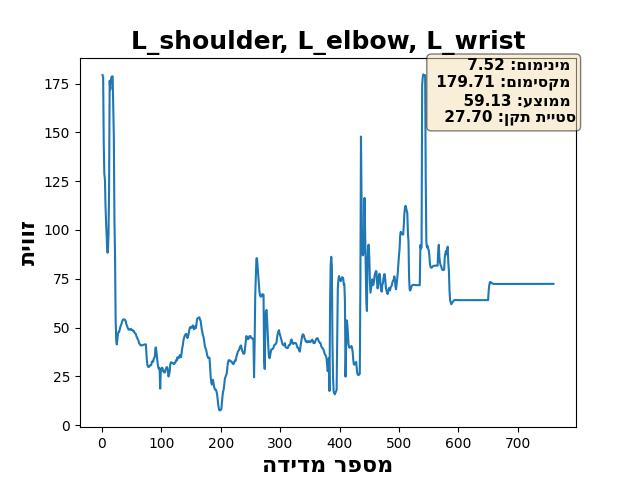 L_shoulder, L_elbow, L_wrist
מינימום: 7.52
מקסימום: 179.71
ממוצע: 59.13
סטיית תקן: 27.70
זווית
175
150
125
100
75
50
25
0
0 100 200 300 400 500 600 700
מספר מדידה